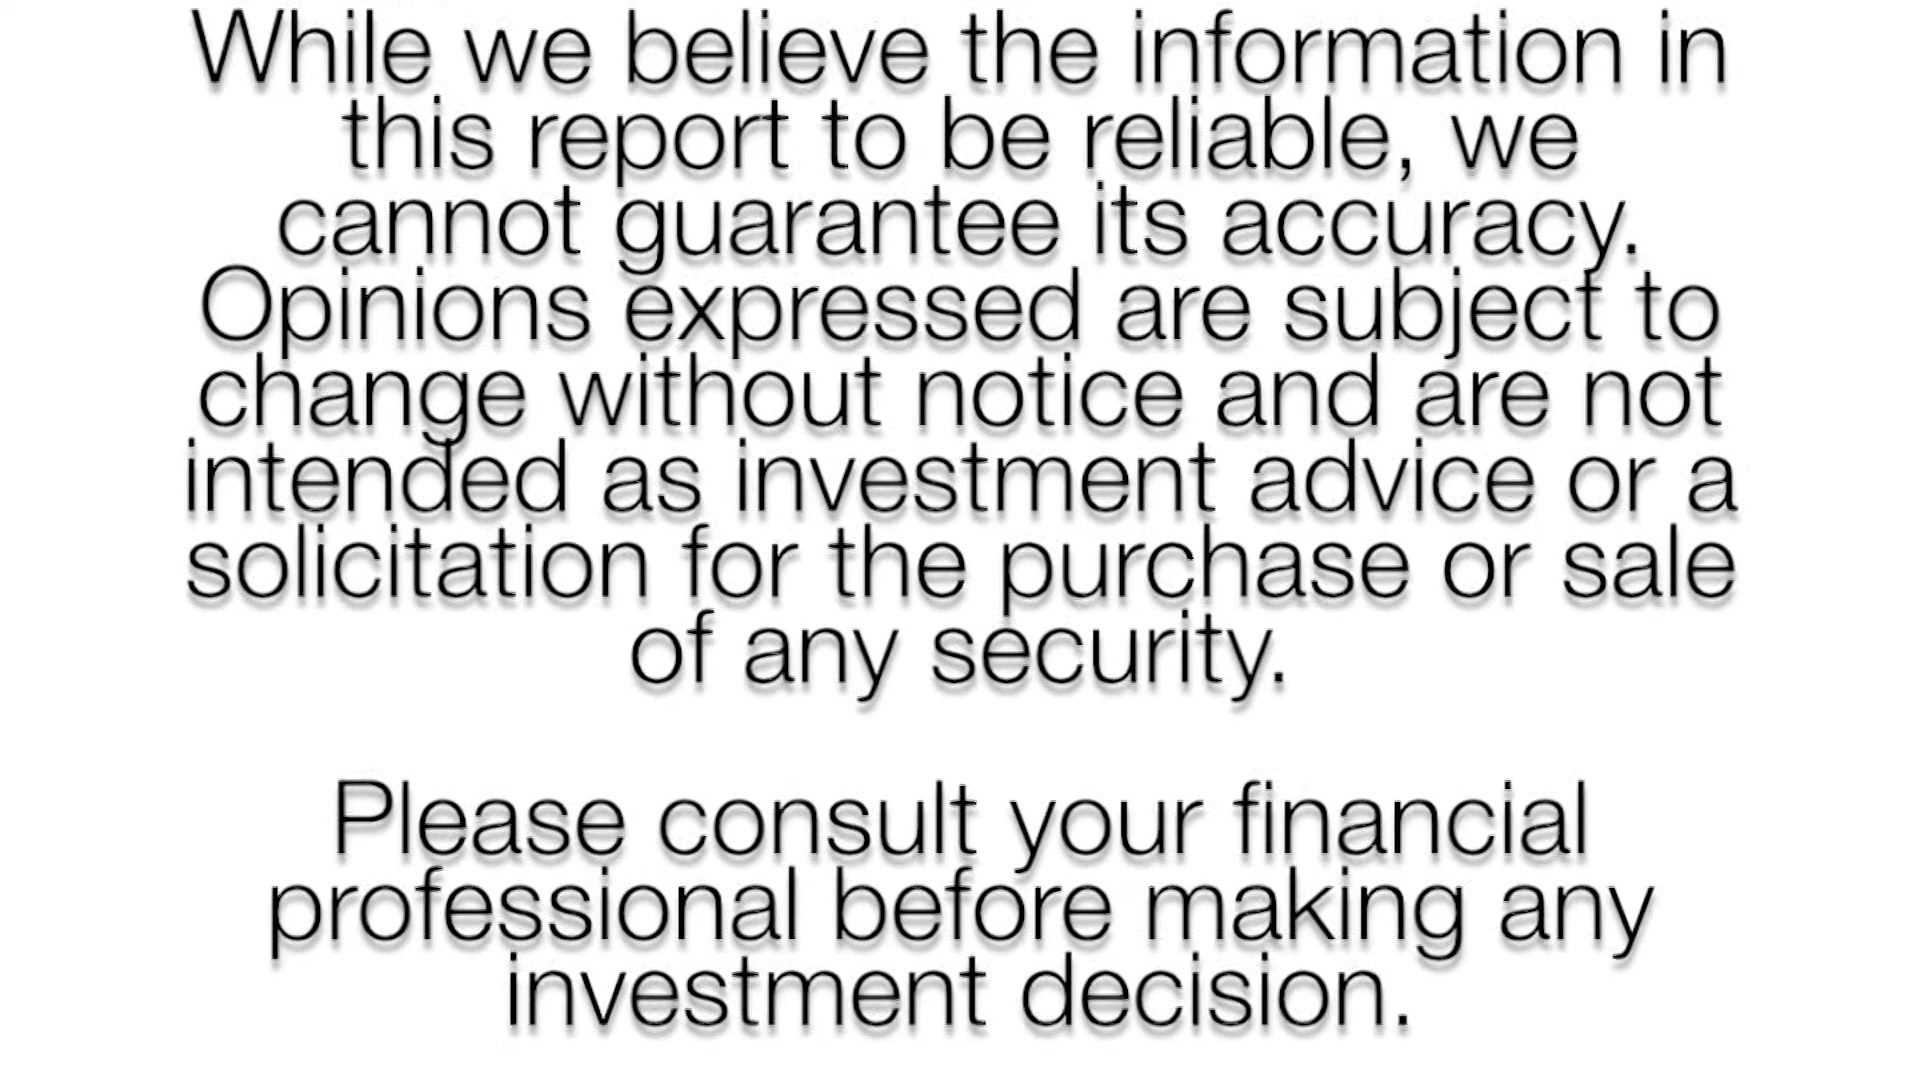 While we believe the information in
this report to be reliable, we
cannot guarantee its accuracy.
Opinions expressed are subject to
change without notice and are not
intended as investment advice or a
solicitation for the purchase or sale
of any security.
Please consult your financial
professional before making any
investment decision.